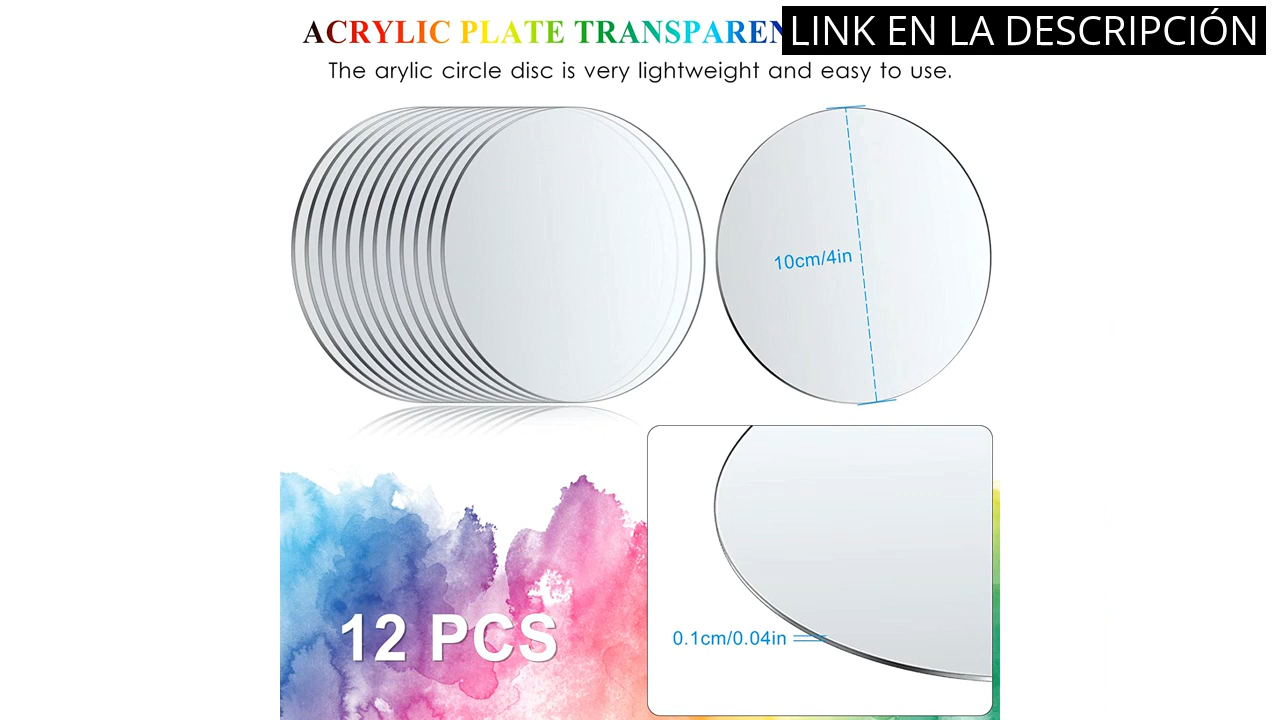 ACRYLIC PLATE TRANSPAREN
LINK EN LA DESCRIPCIÓN
The arylic circle disc is very lightweight and easy to use.
10cm/4in
0.1cm/0.04in
12 PCS